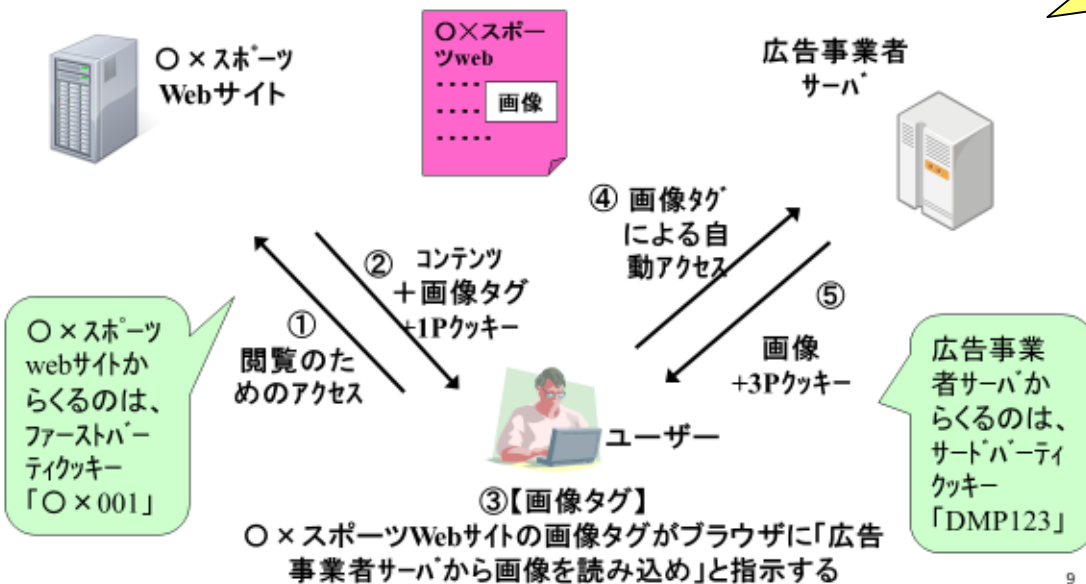 〇×スポーツ
Webサイト
〇×スポー
ツweb
・・・・
・・・・
・・・・・
画像
広告事業者
サーバ
④ 画像タグ
による自
動アクセス
② コンテンツ
＋画像タグ
+1Pクッキー
①
閲覧のた
めのアクセス
⑤
画像
+3Pクッキー
〇×スポーツ
webサイトか
らくるのは、
ファーストパー
ティクッキー
「〇×001」
広告事業
者サーバか
らくるのは、
サードパーティ
クッキー
「DMP123」
ユーザー
③【画像タグ】
〇×スポーツWebサイトの画像タグがブラウザに「広告
事業者サーバから画像を読み込め」と指示する
9